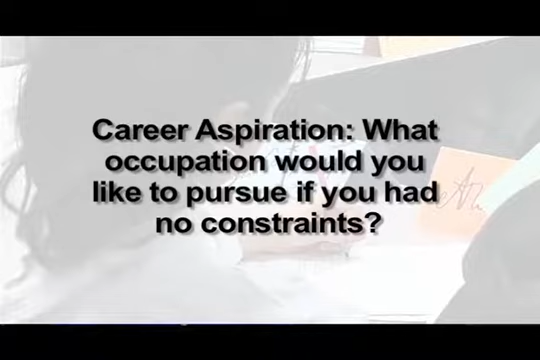 Career Aspiration: What
occupation would you
like to pursue if you had
no constraints?